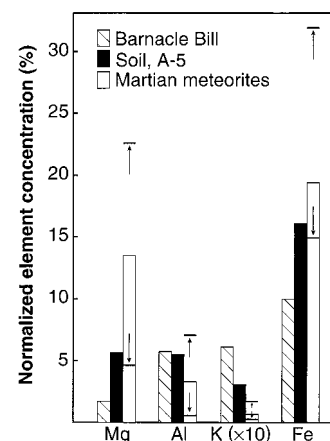 Normalized element concentration (%)
30
25
20
15
10
5
Barnacle Bill
Soil, A-5
Martian meteorites
Mg Al K (×10) Fe